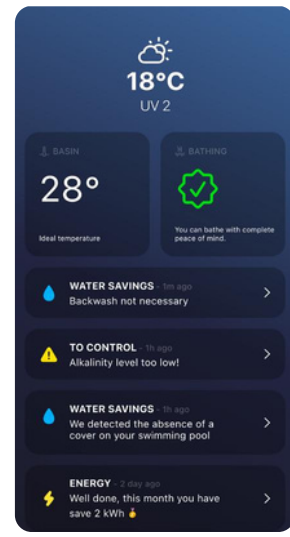 18°C
UV 2
BASIN
BATHING
28°
Ideal temperature
You can bathe with complete
peace of mind.
WATER SAVINGS - 1m ago
Backwash not necessary
TO CONTROL - 1h ago
Alkalinity level too low!
WATER SAVINGS - 1h ago
We detected the absence of a
cover on your swimming pool
ENERGY - 2 day ago
Well done, this month you have
save 2 kWh 🥇